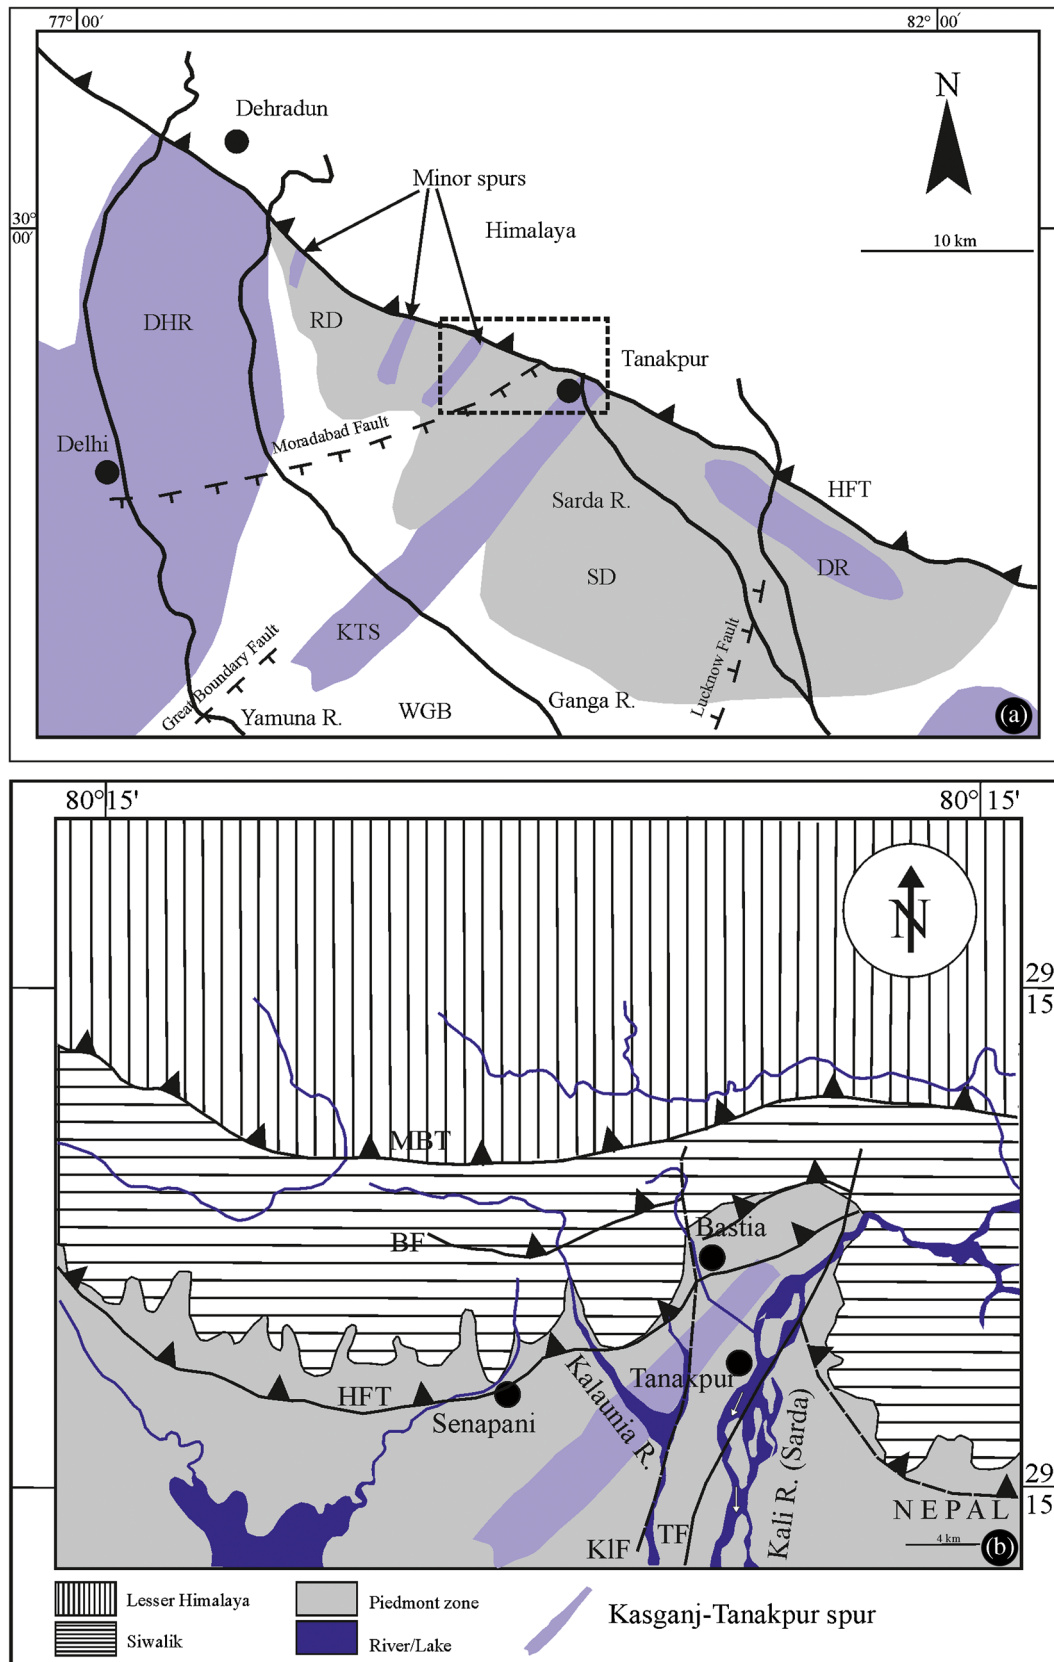 77° 00′
82° 00′
Dehradun
N
Minor spurs
30°
00′
Himalaya
10 km
DHR
RD
Tanakpur
Moradabad Fault
Delhi
HFT
Sarda R.
DR
SD
KTS
Lucknow Fault
Great Boundary Fault
Ganga R.
WGB
Yamuna R.
(a)
80° 15'
80° 15'
N
29
15
MBT
Bastia
BF
HFT
Tanakpur
Senapani
Kalaunia R.
Kali R. (Sarda)
29
15
NEPAL
TF
KlF
4 km
(b)
Lesser Himalaya
Piedmont zone
Kasganj-Tanakpur spur
Siwalik
River/Lake